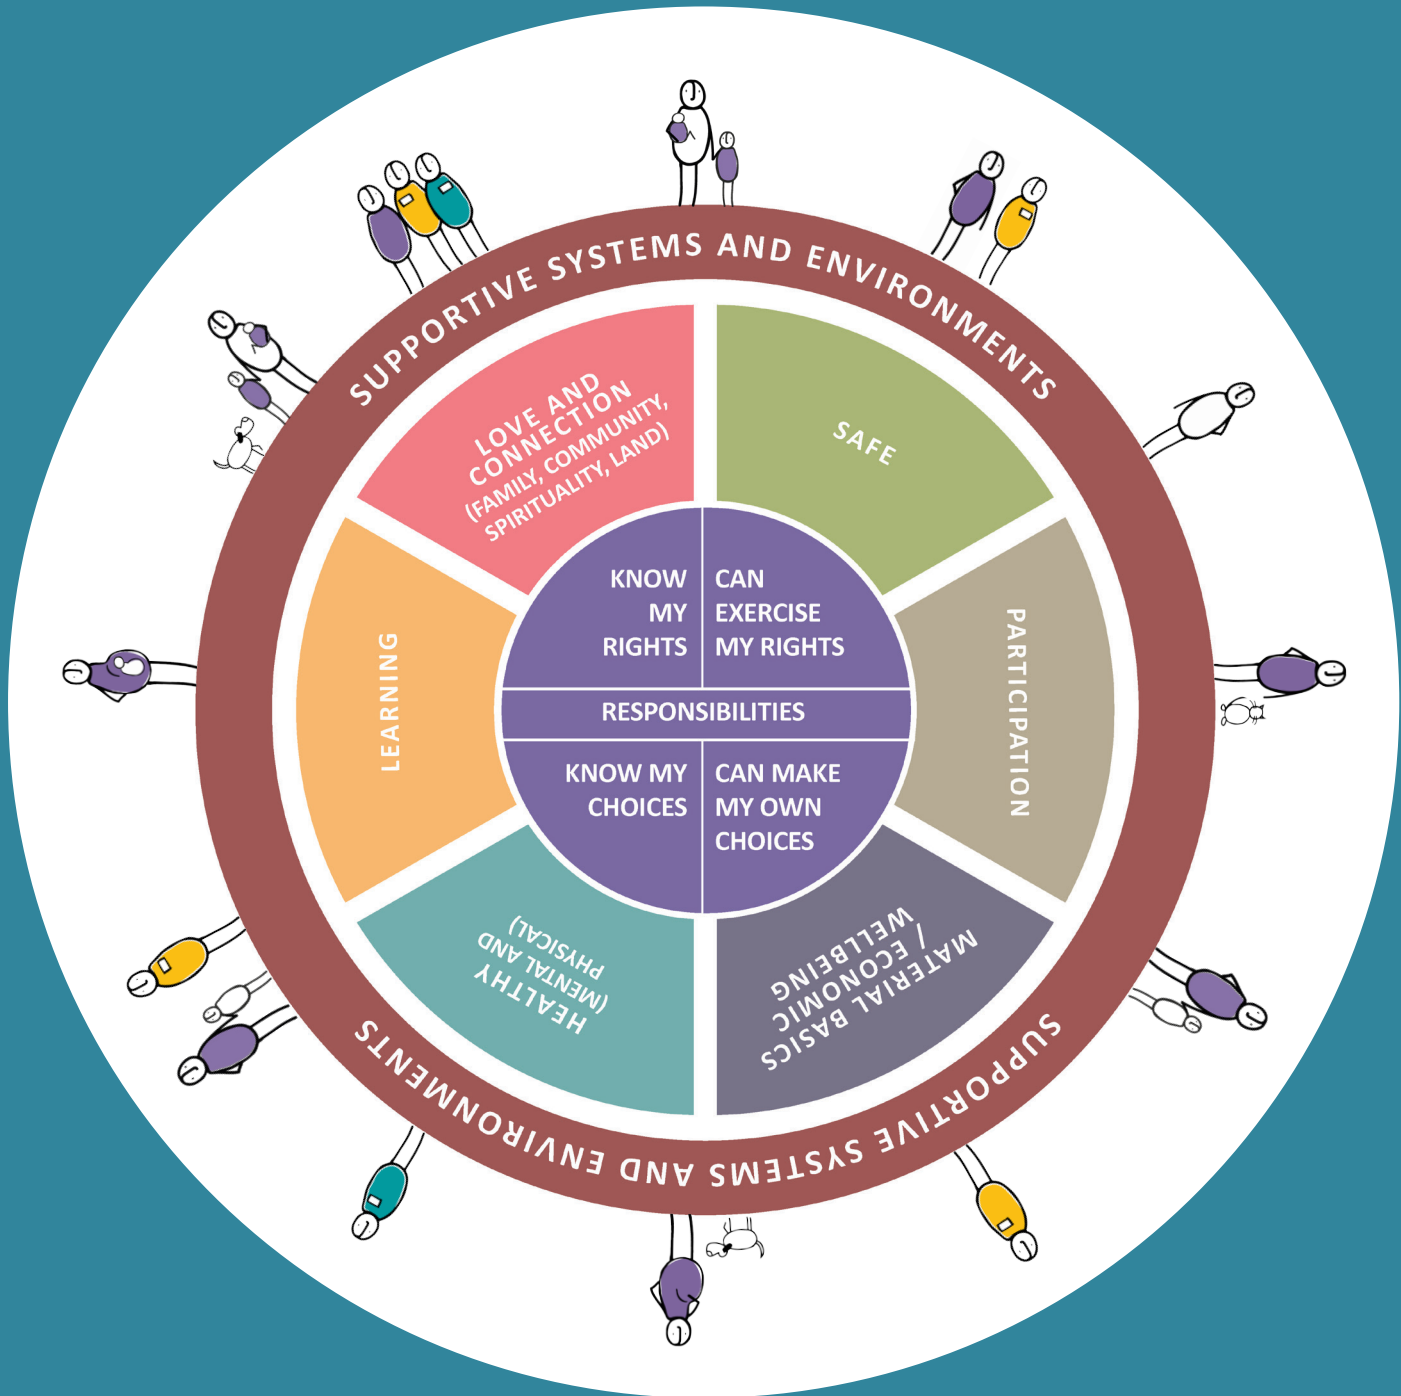 SUPPORTIVE SYSTEMS AND ENVIRONMENTS
LOVE AND
CONNECTION
(FAMILY, COMMUNITY,
SPIRITUALITY, LAND)
SAFE
PARTICIPATION
MATERIAL BASICS
/ ECONOMIC
WELLBEING
HEALTHY
(MENTAL AND
PHYSICAL)
LEARNING
KNOW
MY
RIGHTS
CAN
EXERCISE
MY RIGHTS
RESPONSIBILITIES
KNOW MY
CHOICES
CAN MAKE
MY OWN
CHOICES
SUPPORTIVE SYSTEMS AND ENVIRONMENTS